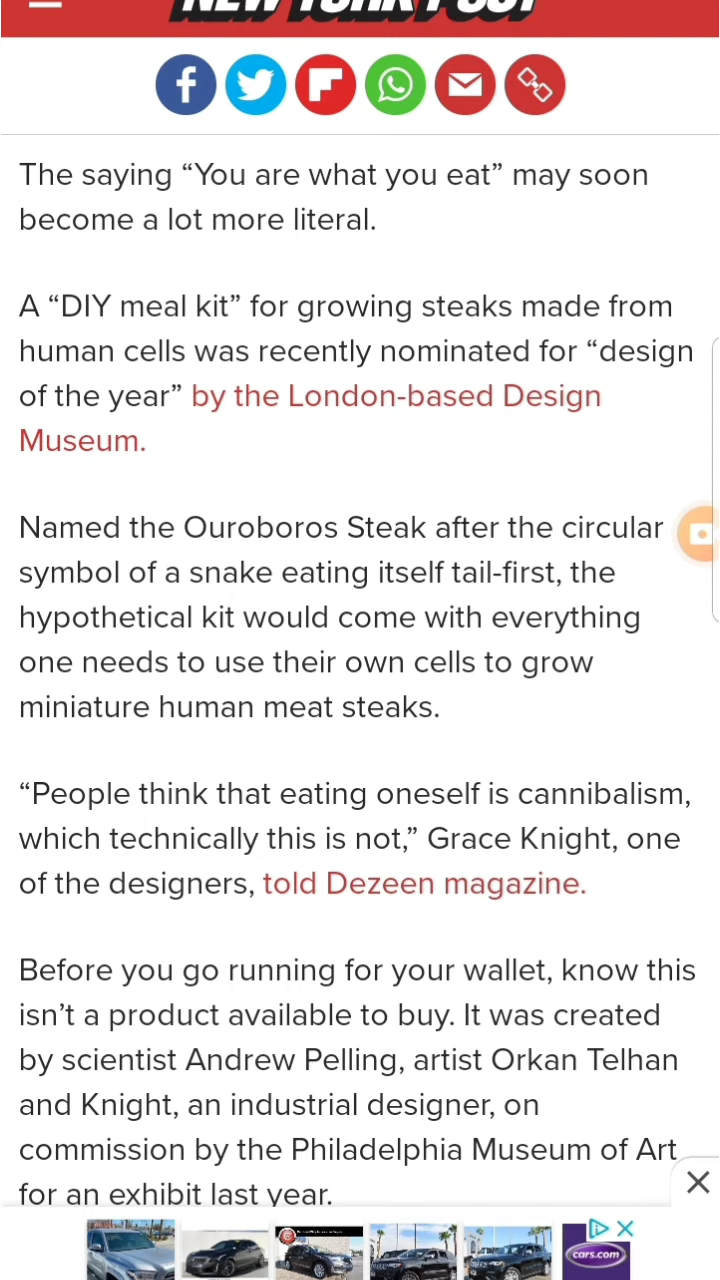 NEW YORK POST
The saying “You are what you eat” may soon
become a lot more literal.
A “DIY meal kit” for growing steaks made from
human cells was recently nominated for “design
of the year” by the London-based Design
Museum.
Named the Ouroboros Steak after the circular
symbol of a snake eating itself tail-first, the
hypothetical kit would come with everything
one needs to use their own cells to grow
miniature human meat steaks.
“People think that eating oneself is cannibalism,
which technically this is not,” Grace Knight, one
of the designers, told Dezeen magazine.
Before you go running for your wallet, know this
isn’t a product available to buy. It was created
by scientist Andrew Pelling, artist Orkan Telhan
and Knight, an industrial designer, on
commission by the Philadelphia Museum of Art
for an exhibit last year.
cars.com